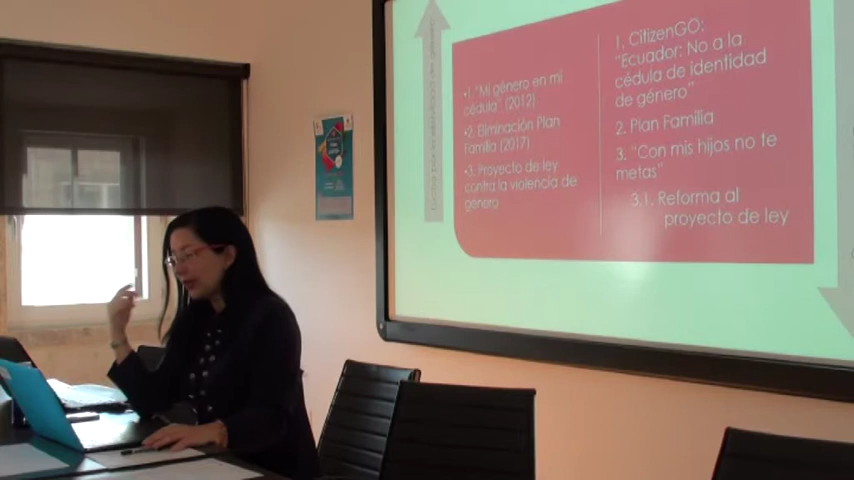 •1. "Mi género en mi
cédula" (2012)
•2. Eliminación Plan
Familia (2017)
•3. Proyecto de ley
contra la violencia de
género
1. CitizenGO:
"Ecuador: No a la
cédula de identidad
de género"
2. Plan Familia
3. "Con mis hijos no te
metas"
3.1. Reforma al
proyecto de ley